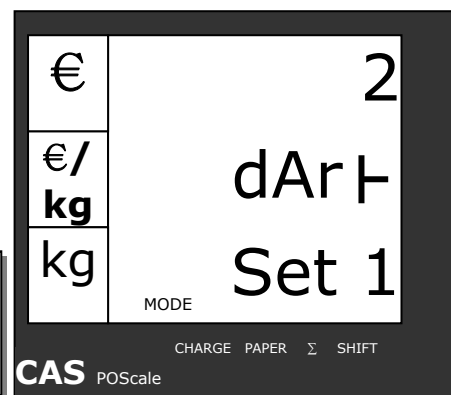 € 2
€/
kg dAr⊢
kg Set 1
MODE
CHARGE PAPER Σ SHIFT
CAS POScale